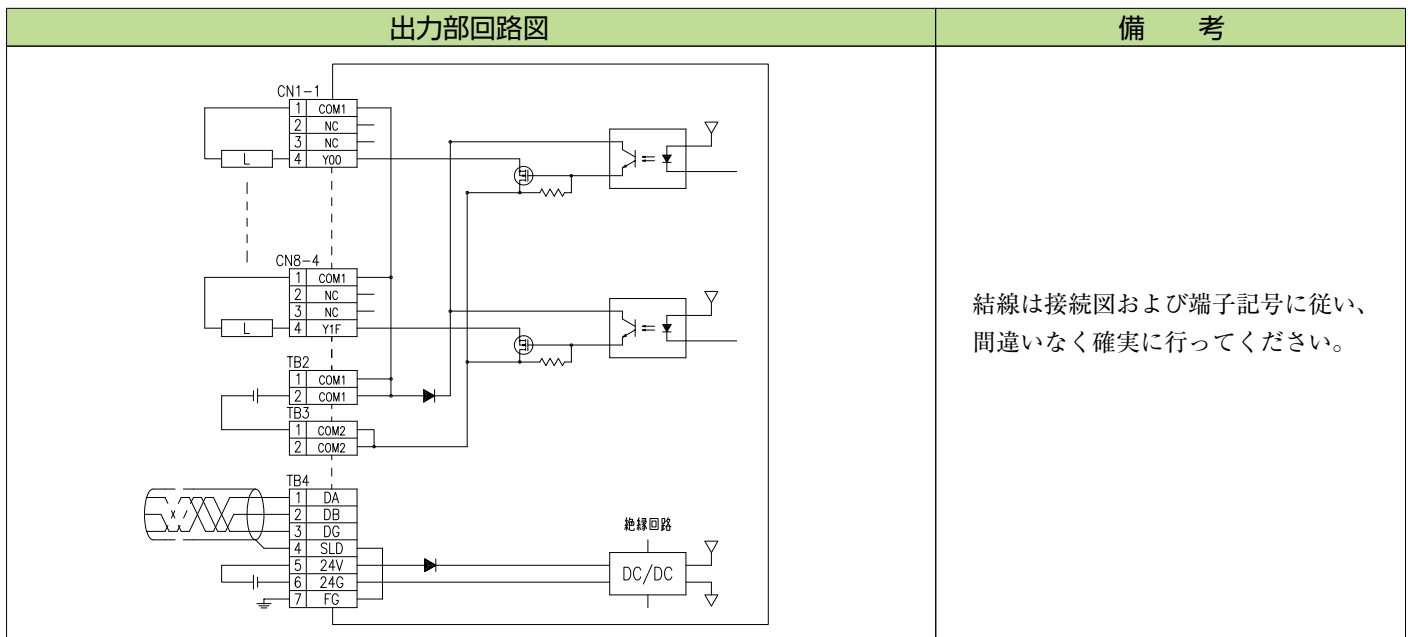 出力部回路図
備 考
CN1-1
1 COM1
2 NC
3 NC
4 Y00
L
CN8-4
1 COM1
2 NC
3 NC
4 Y1F
L
TB2
1 COM1
2 COM1
TB3
1 COM2
2 COM2
TB4
1 DA
2 DB
3 DG
4 SLD
5 24V
6 24G
7 FG
絶縁回路
DC/DC
結線は接続図および端子記号に従い、
間違いなく確実に行ってください。